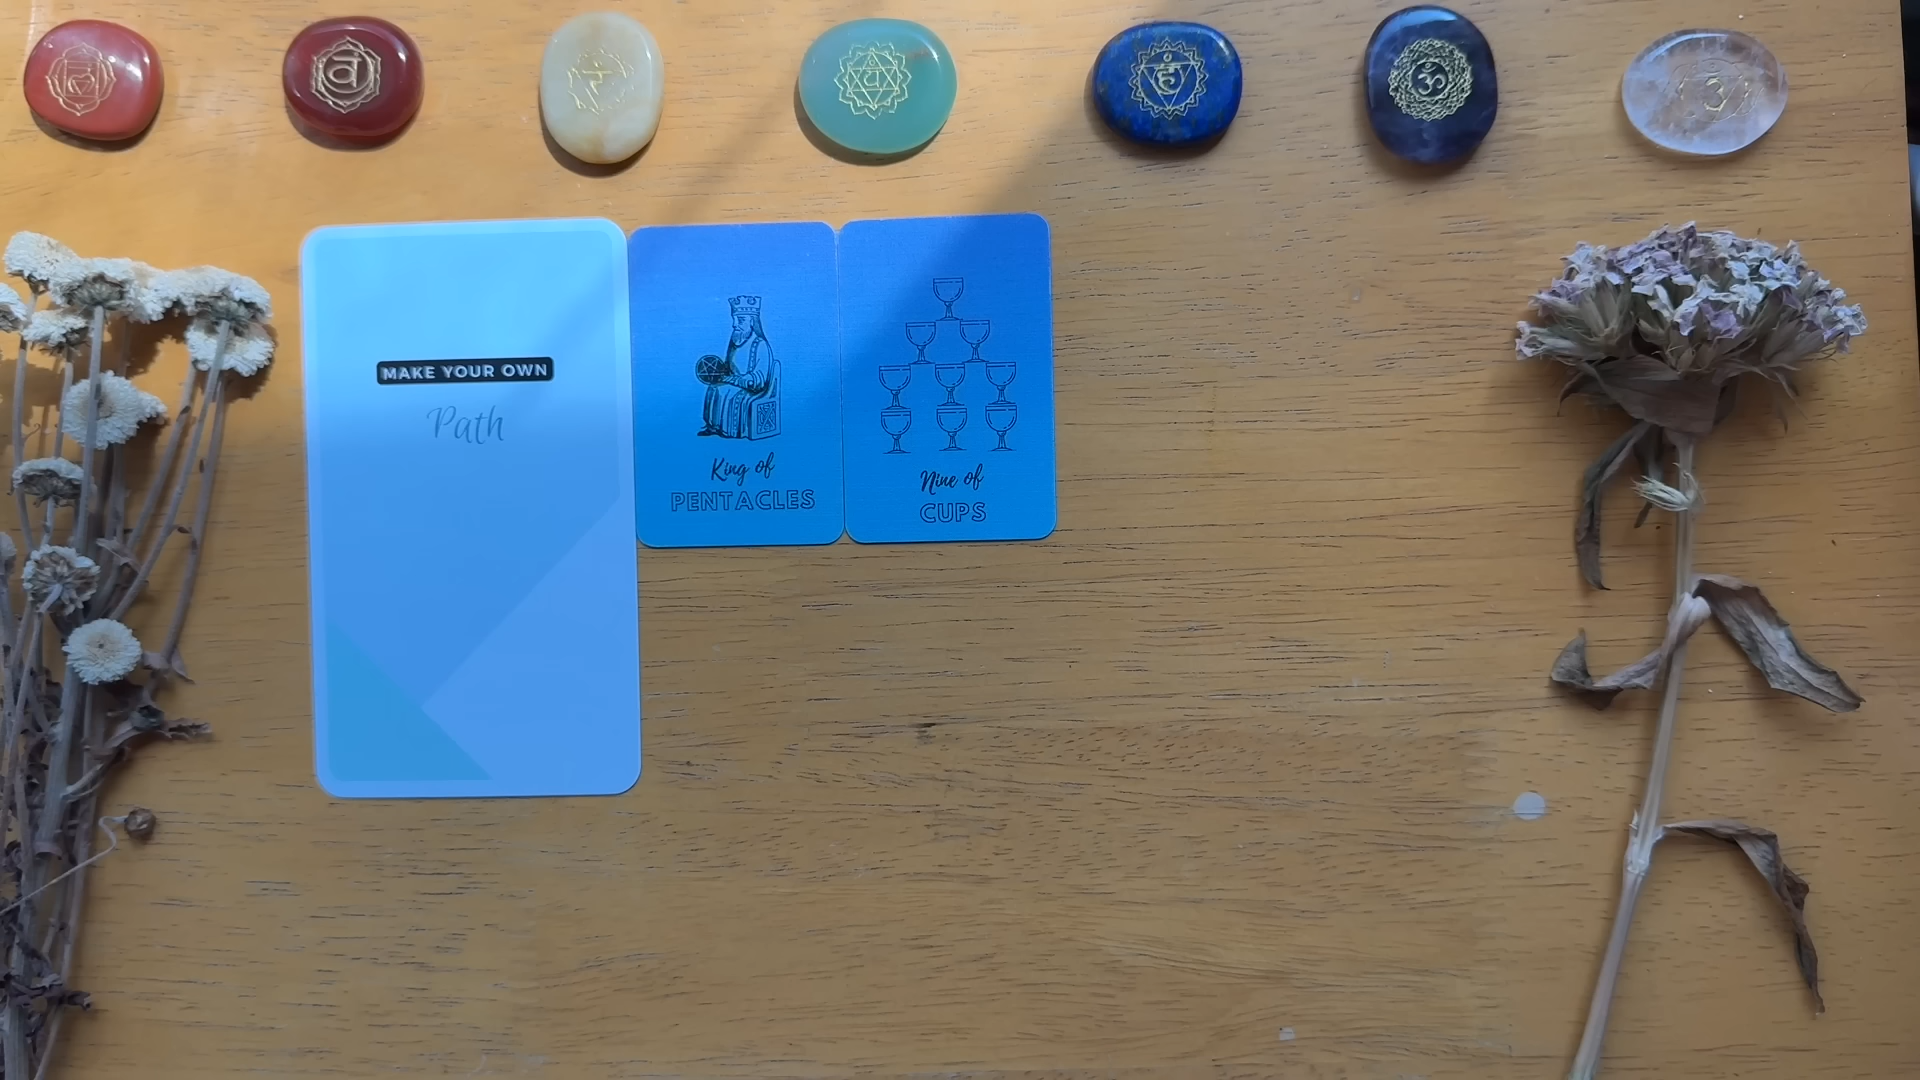 वं
हं
ॐ
MAKE YOUR OWN
Path
King of
PENTACLES
Nine of
CUPS